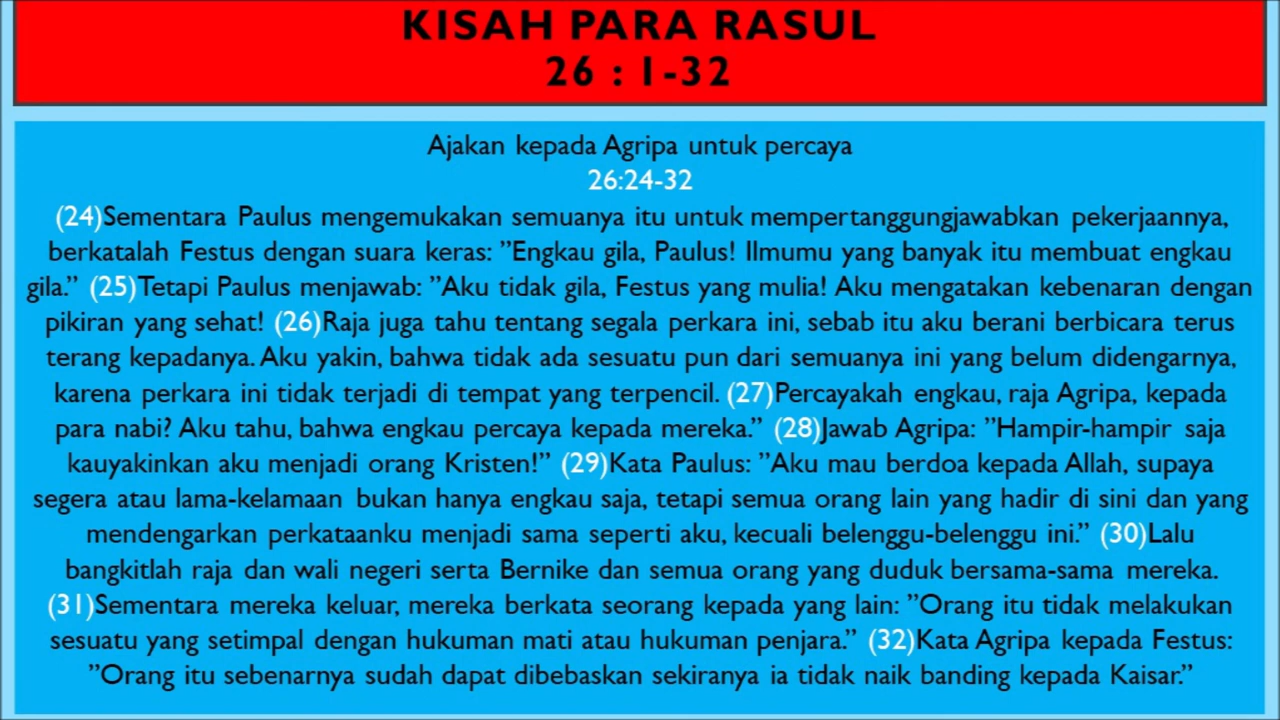 KISAH PARA RASUL
26 : 1-32
Ajakan kepada Agripa untuk percaya
26:24-32
(24)Sementara Paulus mengemukakan semuanya itu untuk mempertanggungjawabkan pekerjaannya,
berkatalah Festus dengan suara keras: ”Engkau gila, Paulus! Ilmumu yang banyak itu membuat engkau
gila.” (25)Tetapi Paulus menjawab: ”Aku tidak gila, Festus yang mulia! Aku mengatakan kebenaran dengan
pikiran yang sehat! (26)Raja juga tahu tentang segala perkara ini, sebab itu aku berani berbicara terus
terang kepadanya. Aku yakin, bahwa tidak ada sesuatu pun dari semuanya ini yang belum didengarnya,
karena perkara ini tidak terjadi di tempat yang terpencil. (27)Percayakah engkau, raja Agripa, kepada
para nabi? Aku tahu, bahwa engkau percaya kepada mereka.” (28)Jawab Agripa: ”Hampir-hampir saja
kauyakinkan aku menjadi orang Kristen!” (29)Kata Paulus: ”Aku mau berdoa kepada Allah, supaya
segera atau lama-kelamaan bukan hanya engkau saja, tetapi semua orang lain yang hadir di sini dan yang
mendengarkan perkataanku menjadi sama seperti aku, kecuali belenggu-belenggu ini.” (30)Lalu
bangkitlah raja dan wali negeri serta Bernike dan semua orang yang duduk bersama-sama mereka.
(31)Sementara mereka keluar, mereka berkata seorang kepada yang lain: ”Orang itu tidak melakukan
sesuatu yang setimpal dengan hukuman mati atau hukuman penjara.” (32)Kata Agripa kepada Festus:
”Orang itu sebenarnya sudah dapat dibebaskan sekiranya ia tidak naik banding kepada Kaisar.”